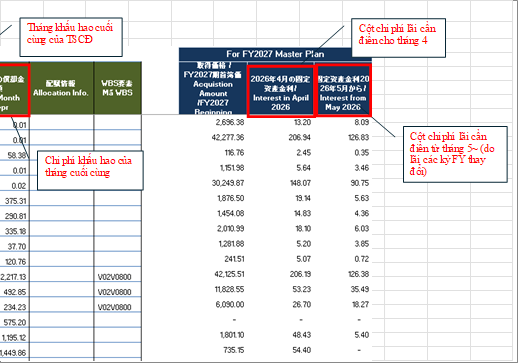 Tháng khấu hao cuối
cùng của TSCĐ
Cột chi phí lãi cần
điền cho tháng 4
For FY2027 Master Plan
の償却金
Month
epr
配賦情報
Allocation Info.
WBS要素
Mã WBS
取得価格 /
FY2027期首簿価
Acquisition
Amount
/FY2027
Beginning
2026年4月の固定
資産金利/
Interest in April
2026
固定資産金利20
26年5月から/
Interest from
May 2026
0.01 2,696.38 13.20 8.09
0.01 42,277.36 206.94 126.83
58.38 116.76 2.45 0.35
0.01 1,151.98 5.64 3.46
0.02 30,249.87 148.07 90.75
375.31 1,876.50 19.14 5.63
290.81 1,454.08 14.83 4.36
335.18 2,010.99 18.10 6.03
37.70 1,281.88 5.20 3.85
120.76 241.51 5.07 0.72
2,217.13 V02V0800 42,125.51 206.19 126.38
492.85 V02V0800 11,828.55 53.23 35.49
234.23 V02V0800 6,090.00 26.70 18.27
575.20 - - -
1,195.12 1,801.10 48.43 5.40
1,449.86 735.15 54.40 -
Chi phí khấu hao của
tháng cuối cùng
Cột chi phí lãi cần
điền từ tháng 5~ (do
lãi các kỳ FY thay
đổi)